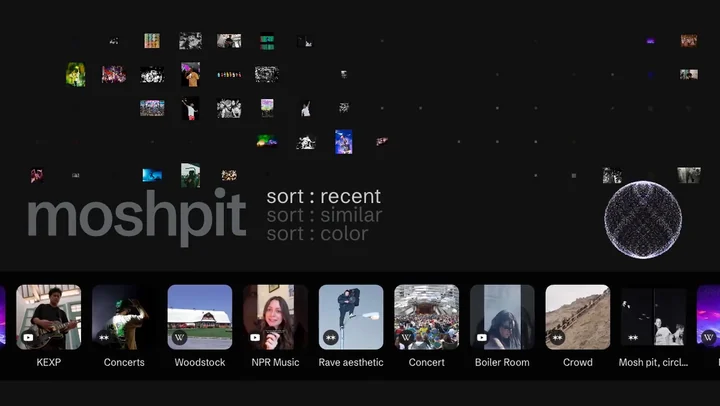 moshpit
sort : recent
sort : similar
sort : color
KEXP
Concerts
Woodstock
NPR Music
Rave aesthetic
Concert
Boiler Room
Crowd
Mosh pit, circl...
W
W
W